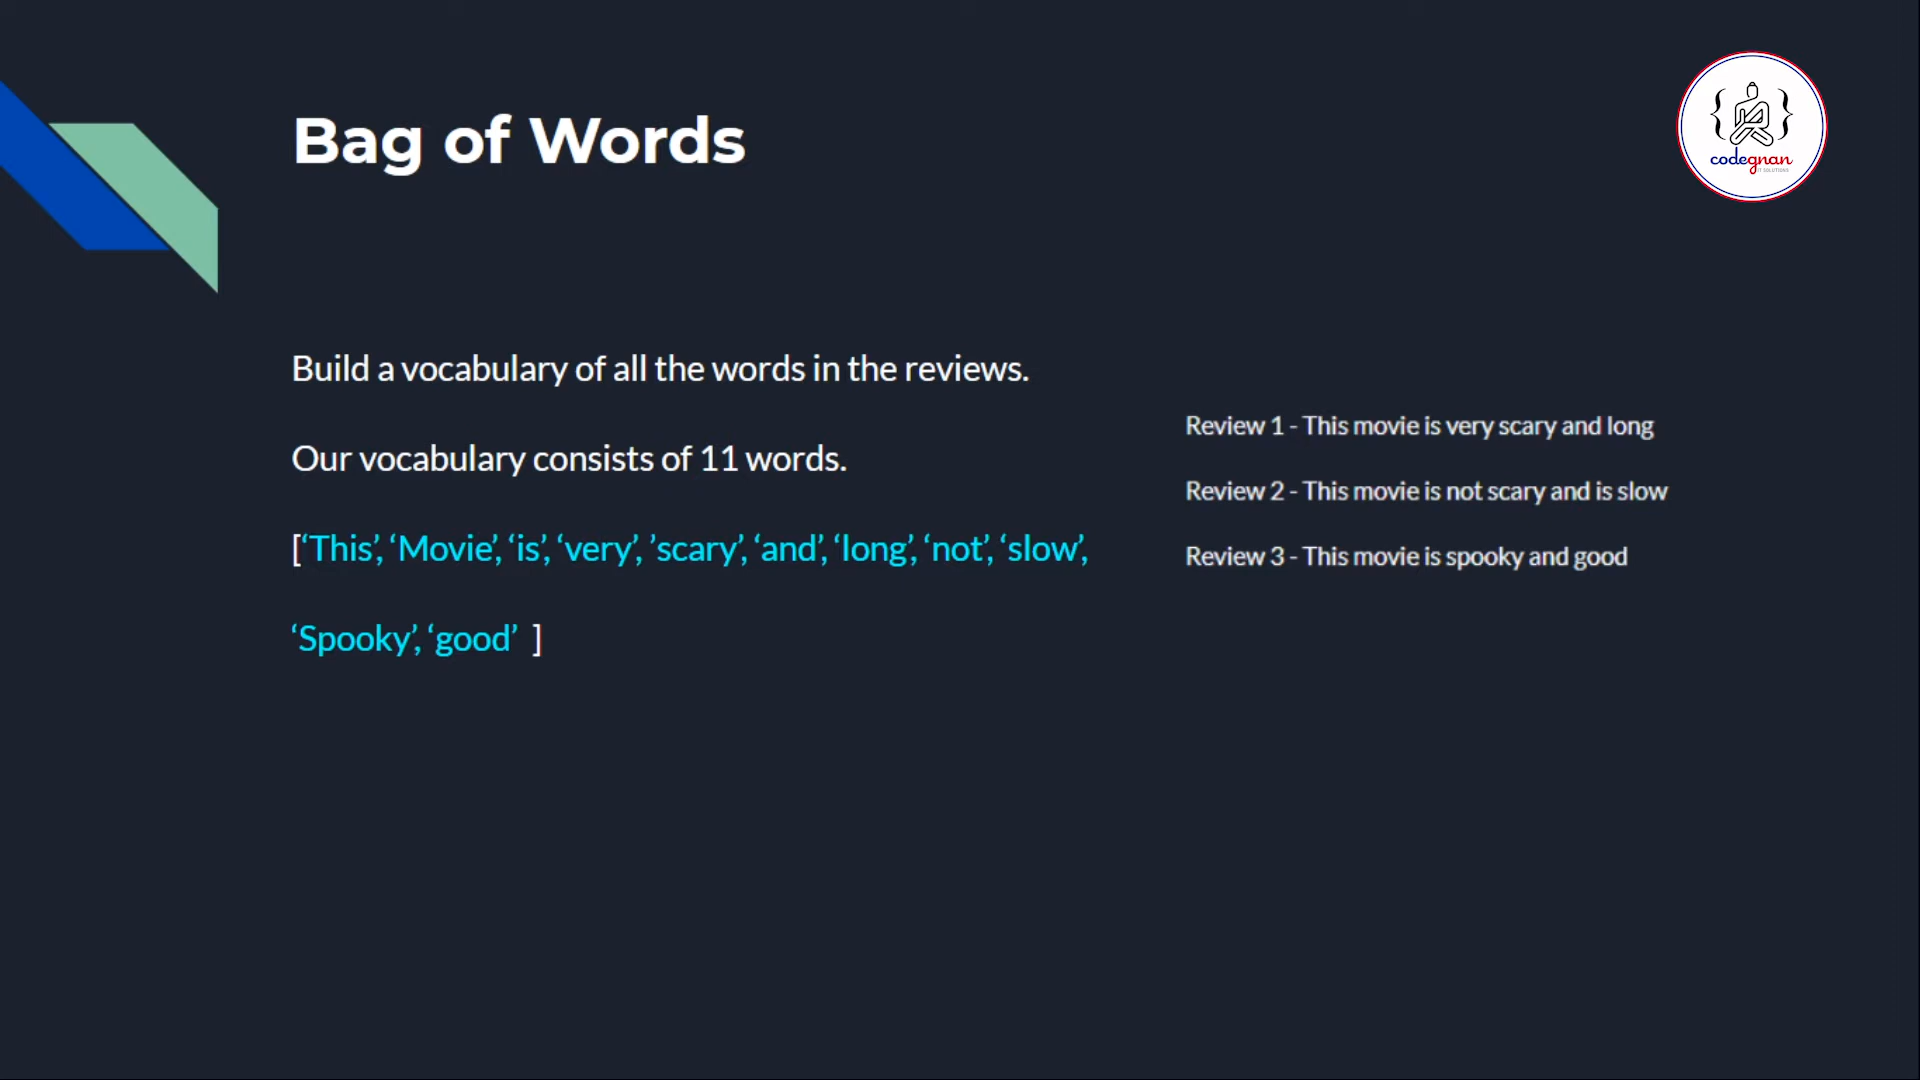 Bag of Words
codegnan
IT SOLUTIONS
Build a vocabulary of all the words in the reviews.
Our vocabulary consists of 11 words.
[‘This’, ‘Movie’, ‘is’, ‘very’, ’scary’, ‘and’, ‘long’, ‘not’, ‘slow’,
‘Spooky’, ‘good’ ]
Review 1 - This movie is very scary and long
Review 2 - This movie is not scary and is slow
Review 3 - This movie is spooky and good